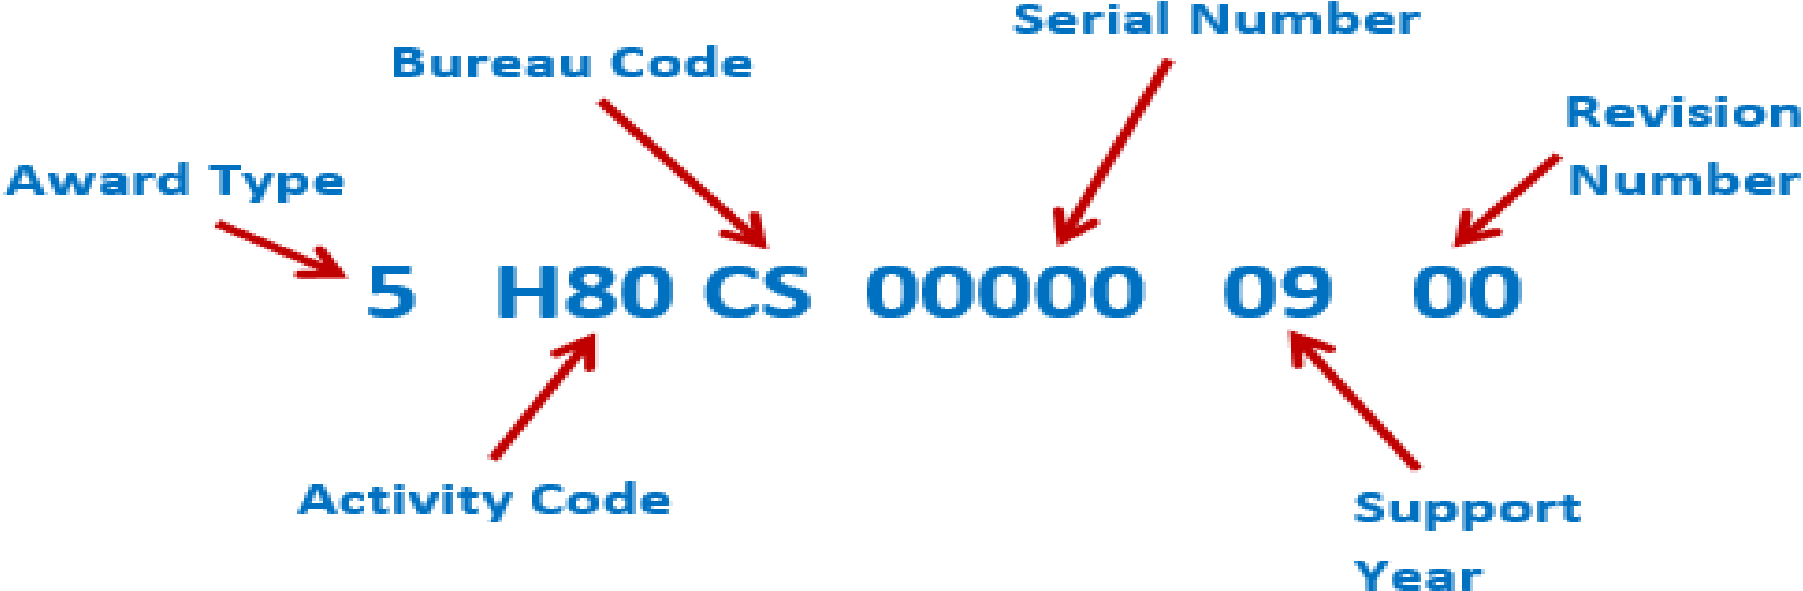 Serial Number
Bureau Code
Revision
Number
Award Type
5 H80 CS 00000 09 00
Activity Code
Support
Year